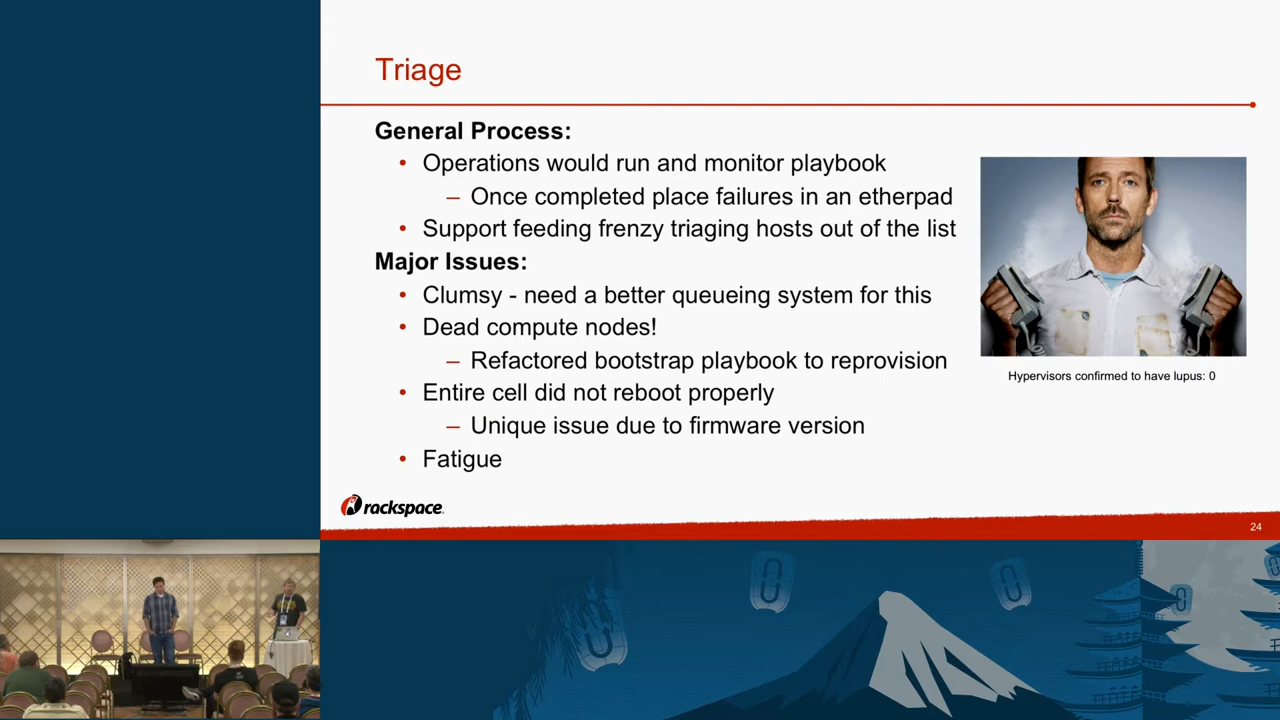 Triage
General Process:
• Operations would run and monitor playbook
– Once completed place failures in an etherpad
• Support feeding frenzy triaging hosts out of the list
Major Issues:
• Clumsy - need a better queueing system for this
• Dead compute nodes!
– Refactored bootstrap playbook to reprovision
• Entire cell did not reboot properly
– Unique issue due to firmware version
• Fatigue
Hypervisors confirmed to have lupus: 0
rackspace.
24